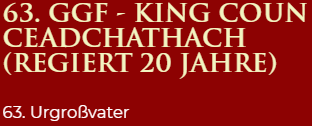 63. GGF - KING COUN
CEADCHATHACH
(REGIERT 20 JAHRE)
63. Urgroßvater